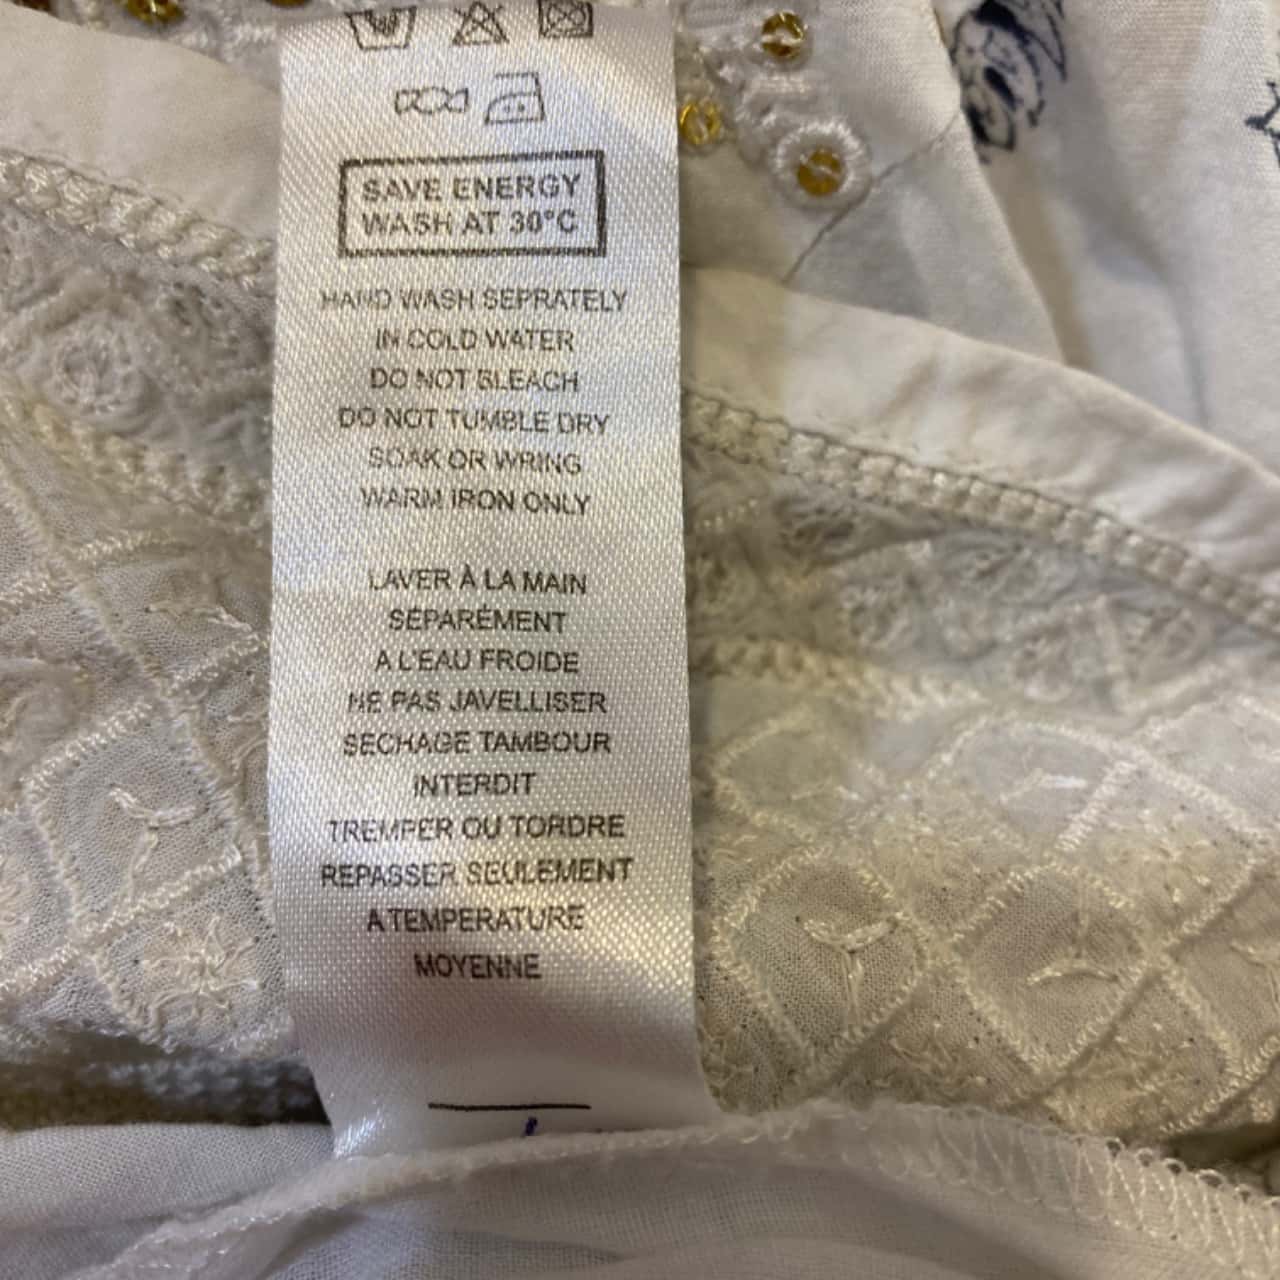 SAVE ENERGY
WASH AT 30°C
HAND WASH SEPRATELY
IN COLD WATER
DO NOT BLEACH
DO NOT TUMBLE DRY
SOAK OR WRING
WARM IRON ONLY
LAVER À LA MAIN
SÉPARÉMENT
A L'EAU FROIDE
NE PAS JAVELLISER
SECHAGE TAMBOUR
INTERDIT
TREMPER OU TORDRE
REPASSER SEULEMENT
A TEMPERATURE
MOYENNE